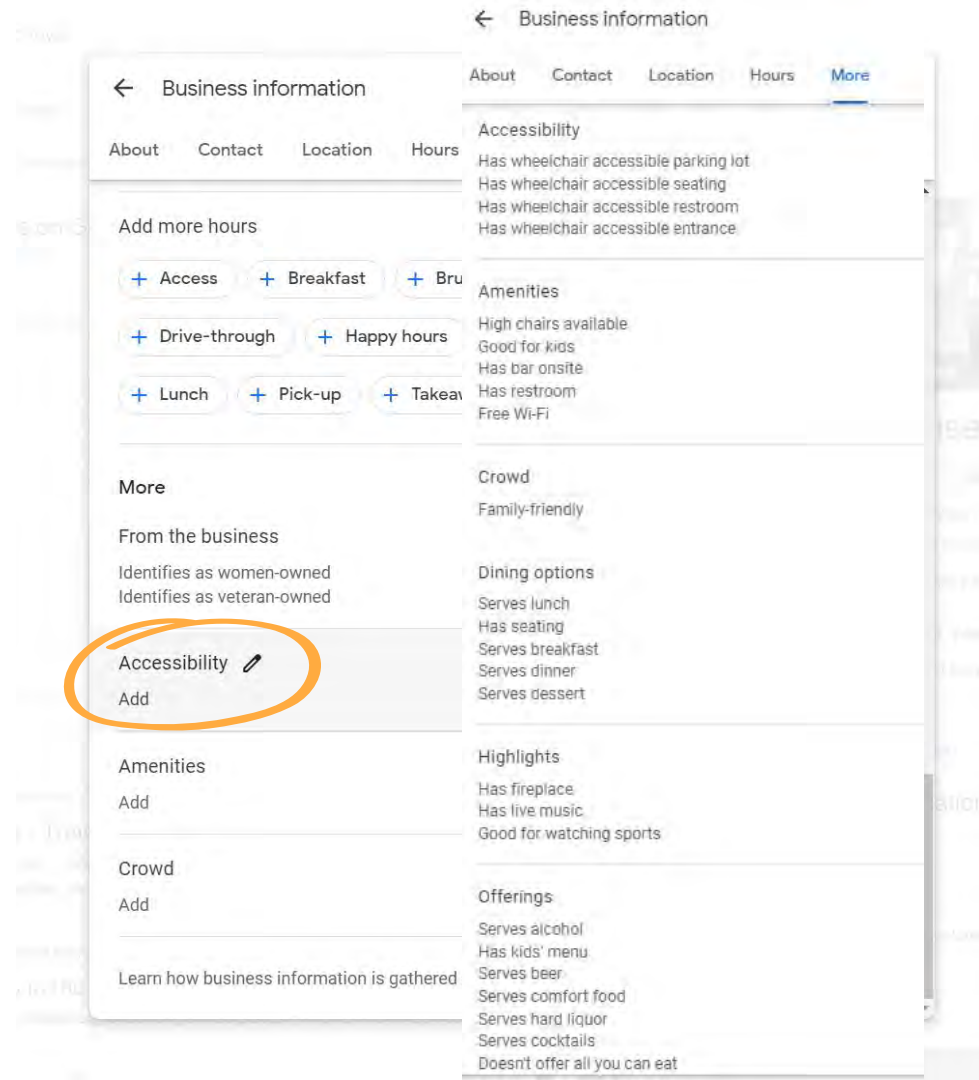 Business information
About Contact Location Hours
Add more hours
+ Access + Breakfast + Bru
+ Drive-through + Happy hours
+ Lunch + Pick-up + Takeaw
More
From the business
Identifies as women-owned
Identifies as veteran-owned
Accessibility
Add
Amenities
Add
Crowd
Add
Learn how business information is gathered
Business information
About Contact Location Hours More
Accessibility
Has wheelchair accessible parking lot
Has wheelchair accessible seating
Has wheelchair accessible restroom
Has wheelchair accessible entrance
Amenities
High chairs available
Good for kids
Has bar onsite
Has restroom
Free Wi-Fi
Crowd
Family-friendly
Dining options
Serves lunch
Has seating
Serves breakfast
Serves dinner
Serves dessert
Highlights
Has fireplace
Has live music
Good for watching sports
Offerings
Serves alcohol
Has kids' menu
Serves beer
Serves comfort food
Serves hard liquor
Serves cocktails
Doesn't offer all you can eat